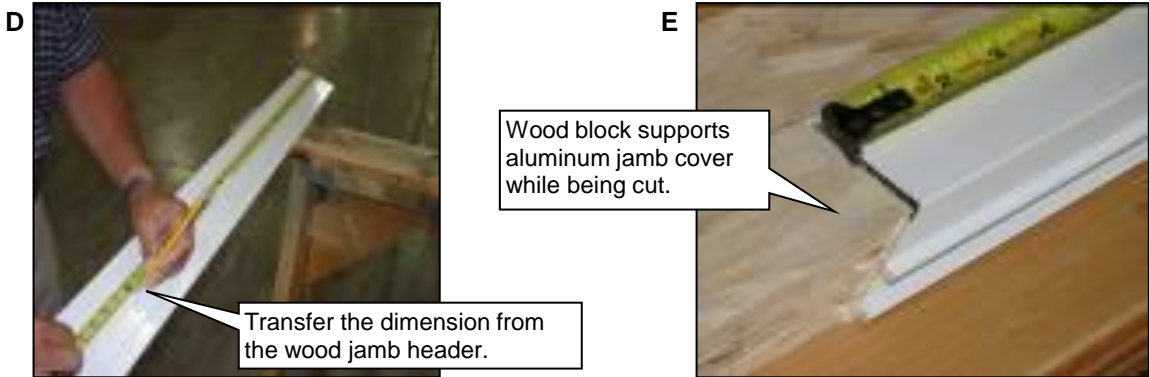 D
E
Wood block supports
aluminum jamb cover
while being cut.
Transfer the dimension from
the wood jamb header.